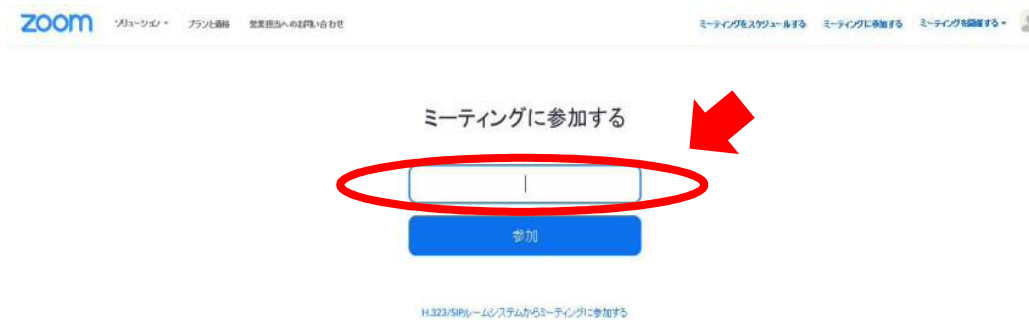 zoom ソリューション プランと価格 営業担当へのお問い合わせ ミーティングをスケジュールする ミーティングに参加する ミーティングを開催する
ミーティングに参加する
参加
H.323/SIPルームシステムからミーティングに参加する